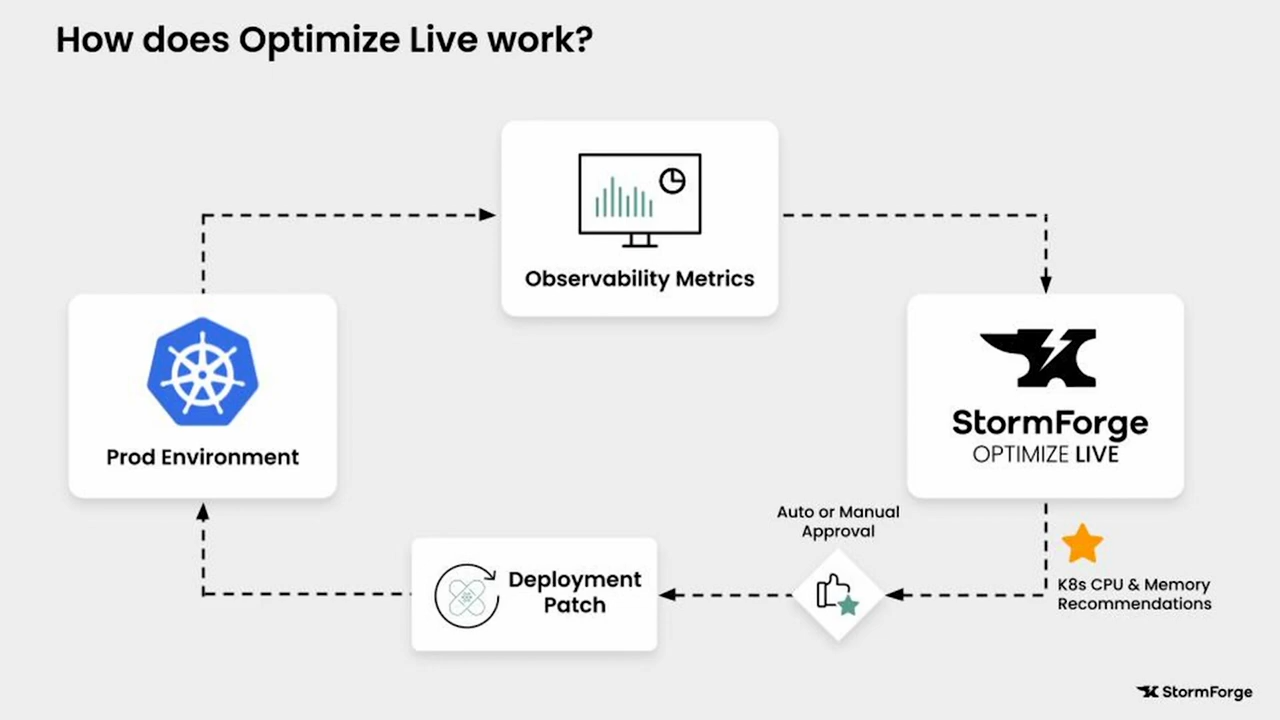 How does Optimize Live work?
Observability Metrics
Prod Environment
StormForge
OPTIMIZE LIVE
Auto or Manual
Approval
K8s CPU & Memory
Recommendations
Deployment
Patch
StormForge